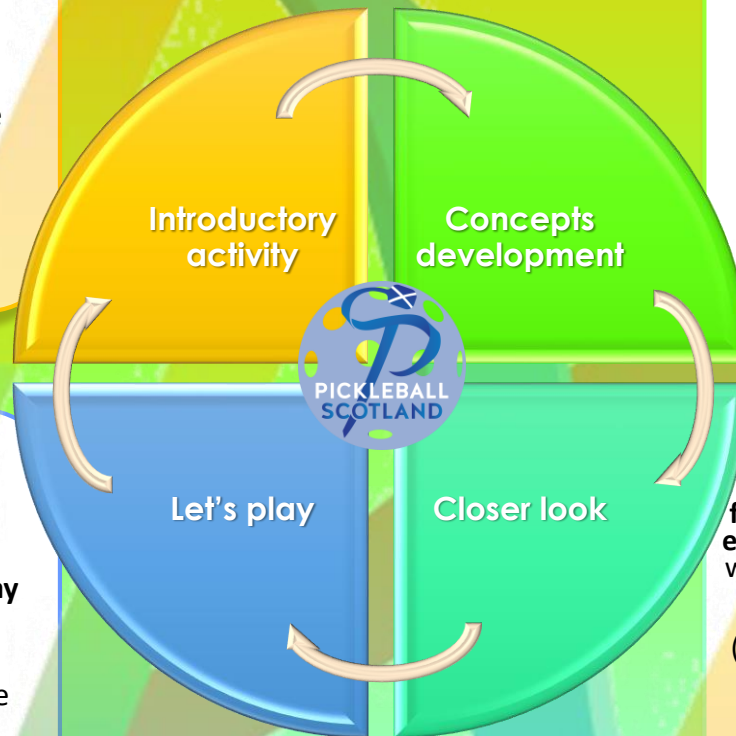 Introductory
activity
Concepts
development
PICKLEBALL
SCOTLAND
Let's play
Closer look